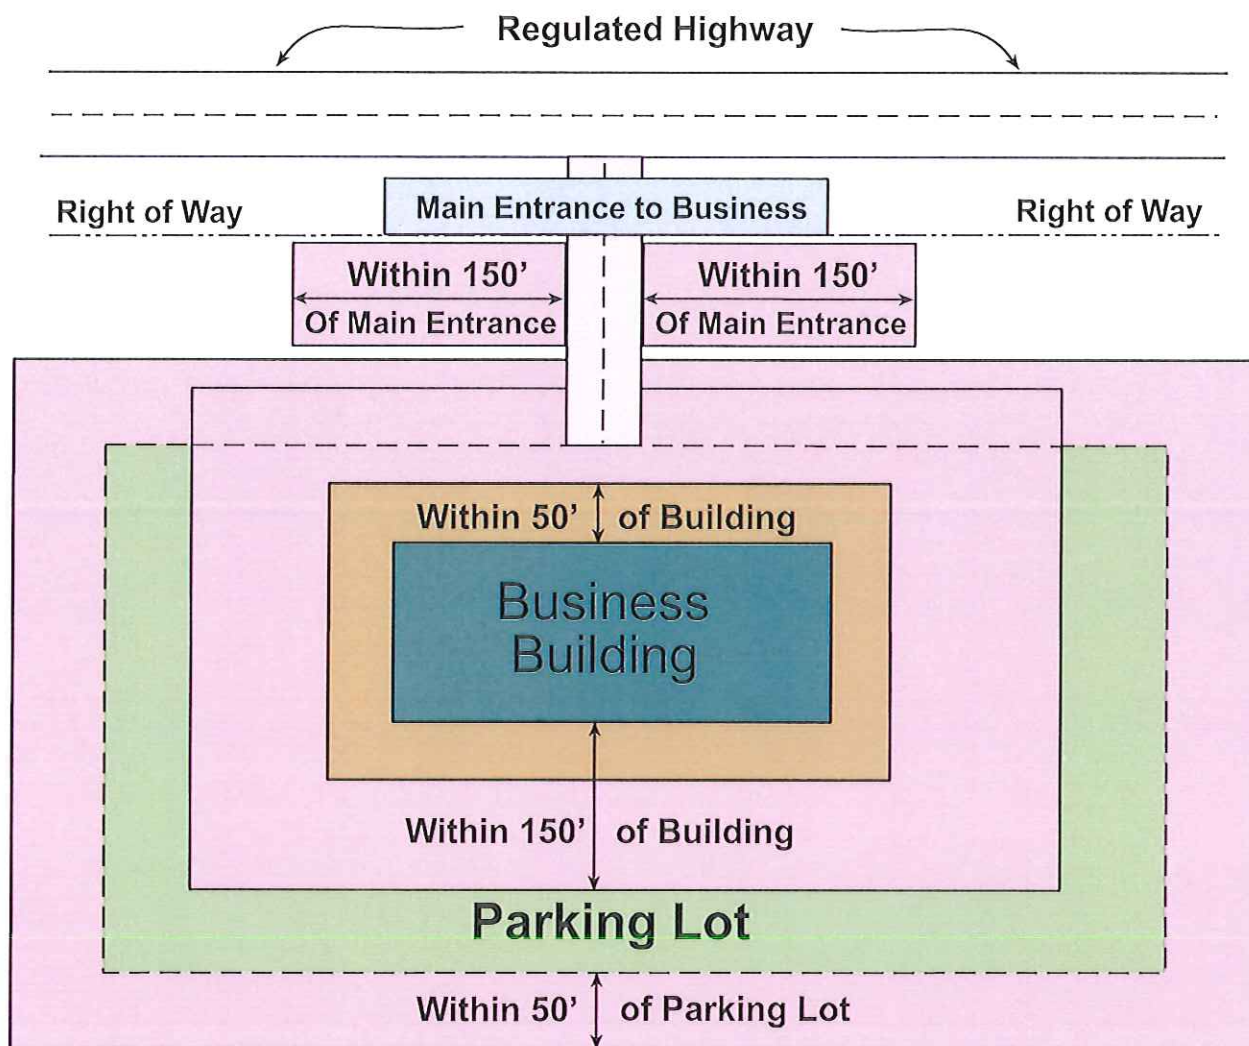 Regulated Highway
Right of Way
Main Entrance to Business
Right of Way
Within 150’
Of Main Entrance
Within 150’
Of Main Entrance
Within 50’ of Building
Business
Building
Within 150’ of Building
Parking Lot
Within 50’ of Parking Lot